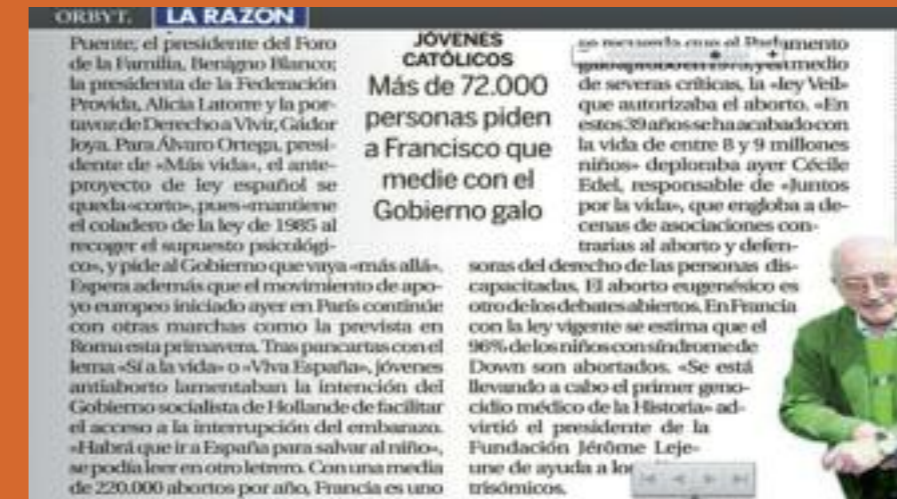 ORBYT. LA RAZON
Puente; el presidente del Foro
de la Familia, Benigno Blanco;
la presidenta de la Federación
Provida, Alicia Latorre y la por-
tavoz de Derecho a Vivir, Gádor
Joya. Para Álvaro Ortega, presi-
dente de «Más vida», el ante-
proyecto de ley español se
queda «corto», pues «mantiene
el coladero de la ley de 1985 al
recoger el supuesto psicológi-
co», y pide al Gobierno que vaya «más allá».
Espera además que el movimiento de apo-
yo europeo iniciado ayer en París continúe
con otras marchas como la prevista en
Roma esta primavera. Tras pancartas con el
lema «Sí a la vida» o «Viva España», jóvenes
antiaborto lamentaban la intención del
Gobierno socialista de Hollande de facilitar
el acceso a la interrupción del embarazo.
«Habrá que ir a España para salvar al niño»,
se podía leer en otro letrero. Con una media
de 220.000 abortos por año, Francia es uno
JÓVENES
CATÓLICOS
Más de 72.000
personas piden
a Francisco que
medie con el
Gobierno galo
se recuerda que el Parlamento
galo aprobó en 1975, y en medio
de severas críticas, la «ley Veil»
que autorizaba el aborto. «En
estos 39 años se ha acabado con
la vida de entre 8 y 9 millones
niños» deploraba ayer Cécile
Edel, responsable de «Juntos
por la vida», que engloba a de-
cenas de asociaciones con-
trarias al aborto y defen-
soras del derecho de las personas dis-
capacitadas. El aborto eugenésico es
otro de los debates abiertos. En Francia
con la ley vigente se estima que el
96% de los niños con síndrome de
Down son abortados. «Se está
llevando a cabo el primer geno-
cidio médico de la Historia» ad-
virtió el presidente de la
Fundación Jérôme Leje-
une de ayuda a los
trisómicos.